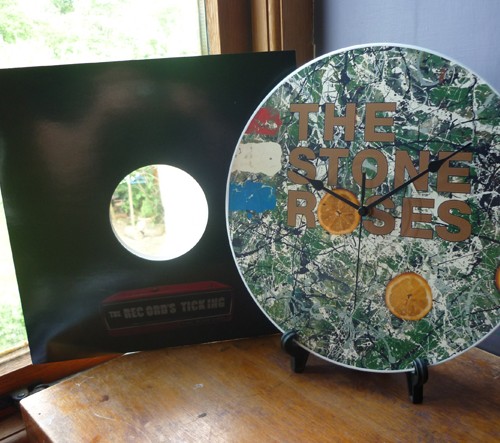 THE
STONE
ROSES
THE RECORD'S TICKING